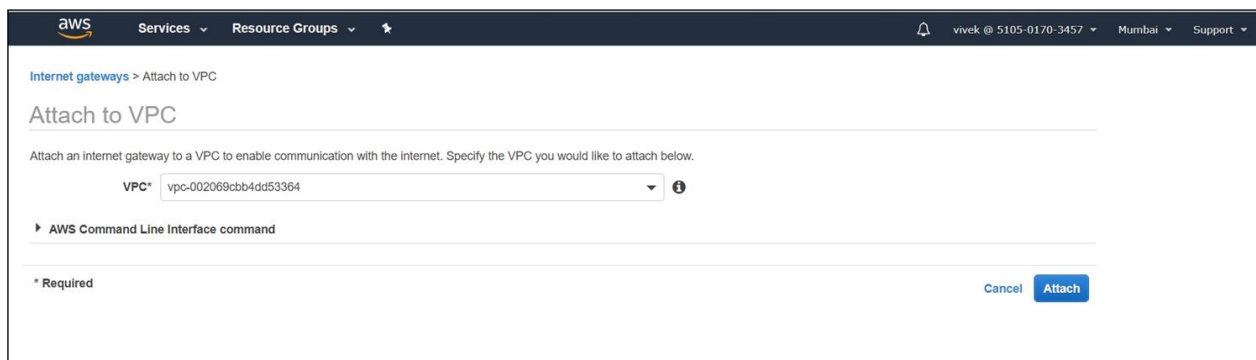 aws Services Resource Groups vivek @ 5105-0170-3457 Mumbai Support
Internet gateways > Attach to VPC
Attach to VPC
Attach an internet gateway to a VPC to enable communication with the internet. Specify the VPC you would like to attach below.
VPC* vpc-002069cbb4dd53364
AWS Command Line Interface command
* Required Cancel Attach